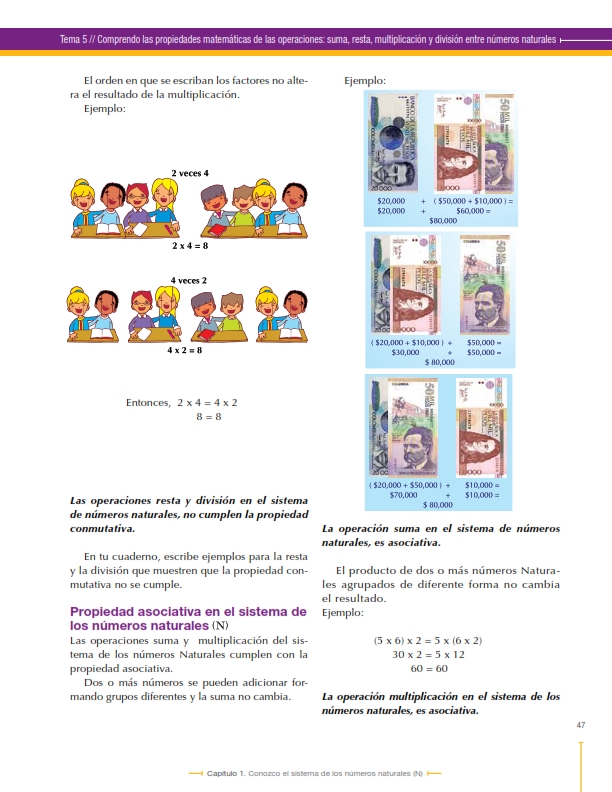 Tema 5 // Comprendo las propiedades matemáticas de las operaciones: suma, resta, multiplicación y división entre números naturales
El orden en que se escriban los factores no alte-
ra el resultado de la multiplicación.
Ejemplo:
2 veces 4
2 x 4 = 8
4 veces 2
4 x 2 = 8
Entonces, 2 x 4 = 4 x 2
8 = 8
Las operaciones resta y división en el sistema
de números naturales, no cumplen la propiedad
conmutativa.
En tu cuaderno, escribe ejemplos para la resta
y la división que muestren que la propiedad con-
mutativa no se cumple.
Propiedad asociativa en el sistema de
los números naturales (N)
Las operaciones suma y multiplicación del sis-
tema de los números Naturales cumplen con la
propiedad asociativa.
Dos o más números se pueden adicionar for-
mando grupos diferentes y la suma no cambia.
Ejemplo:
$20,000 + ( $50,000 + $10,000 ) =
$20,000 + $60,000 =
$80,000
( $20,000 + $10,000 ) + $50,000 =
$30,000 + $50,000 =
$ 80,000
( $20,000 + $50,000 ) + $10,000 =
$70,000 + $10,000 =
$ 80,000
La operación suma en el sistema de números
naturales, es asociativa.
El producto de dos o más números Natura-
les agrupados de diferente forma no cambia
el resultado.
Ejemplo:
(5 x 6) x 2 = 5 x (6 x 2)
30 x 2 = 5 x 12
60 = 60
La operación multiplicación en el sistema de los
números naturales, es asociativa.
47
Capítulo 1. Conozco el sistema de los números naturales (N)